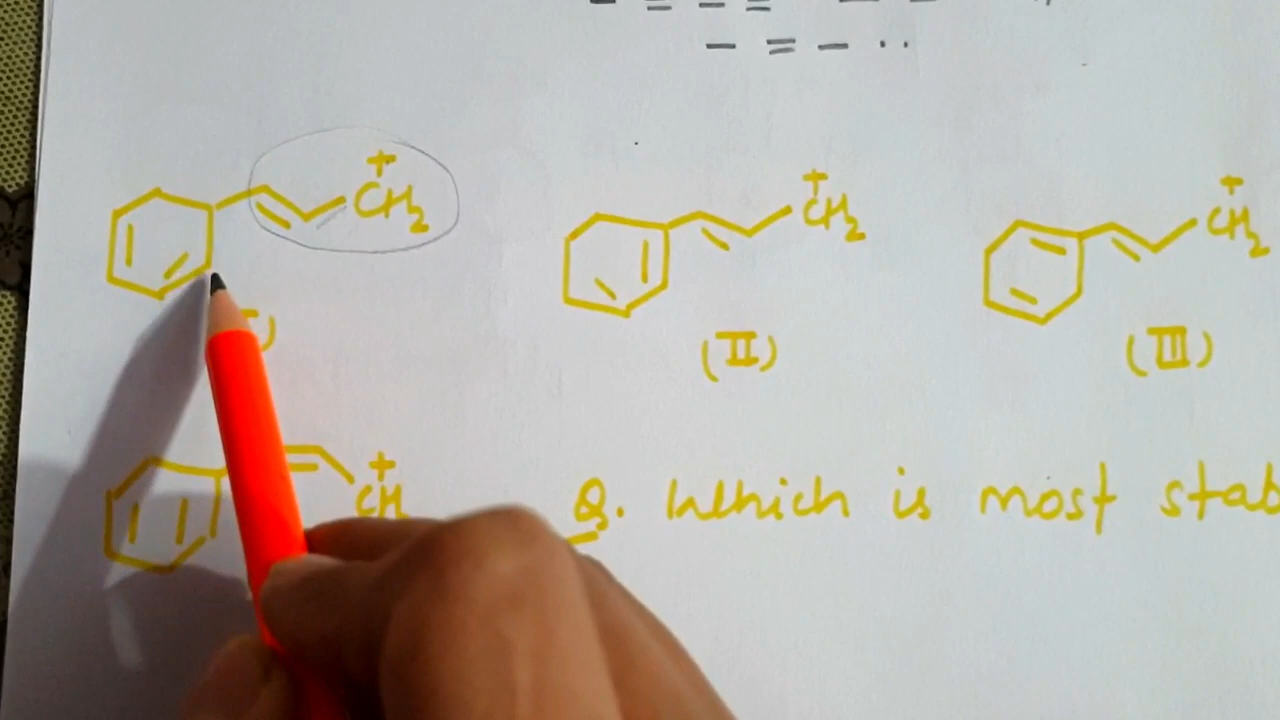 + + +
CH2 CH2 CH2
(II) (III)
+
CH
Q. Which is most stab